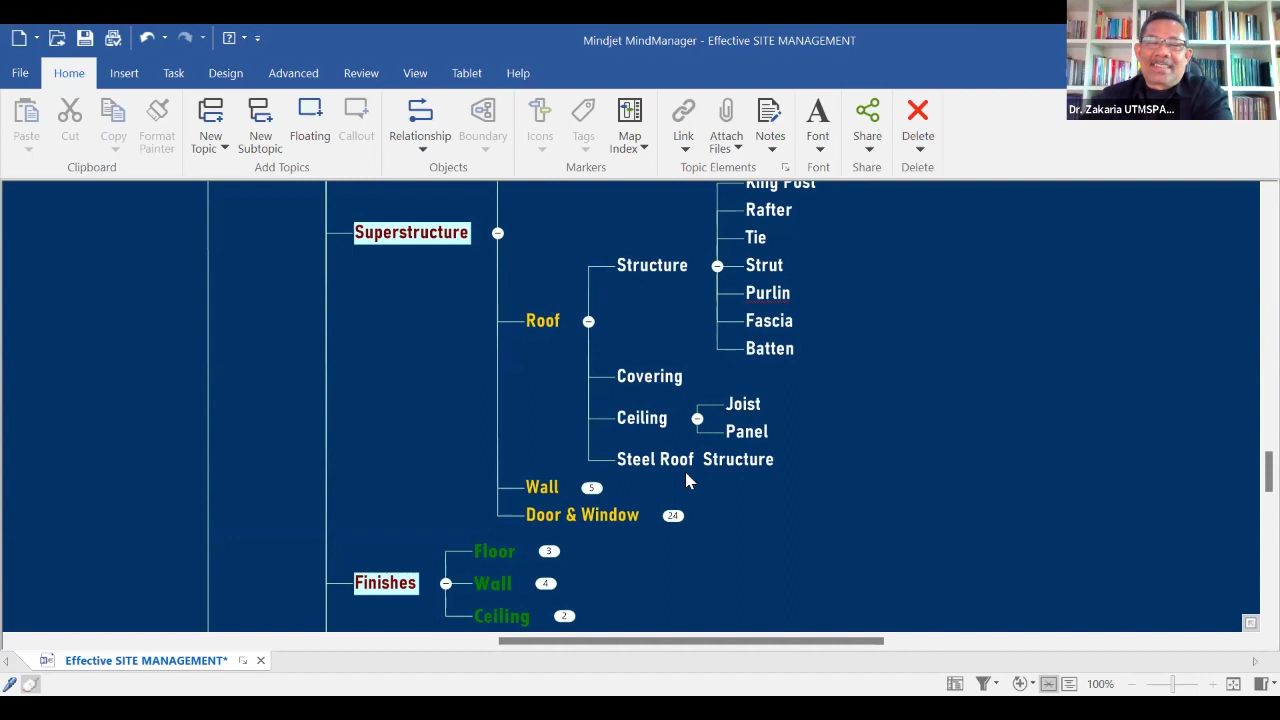 Mindjet MindManager - Effective SITE MANAGEMENT
Dr. Zakaria UTMSPA...
File Home Insert Task Design Advanced Review View Tablet Help
Paste Cut Copy Format Painter
New Topic New Subtopic Floating Callout
Relationship Boundary
Icons Tags Map Index
Link Attach Files Notes
Font Share Delete
Clipboard Add Topics Objects Markers Topic Elements Font Share Delete
King Post
Rafter
Superstructure
Tie
Structure
Strut
Purlin
Roof
Fascia
Batten
Covering
Joist
Ceiling
Panel
Steel Roof Structure
Wall 5
Door & Window 24
Floor 3
Finishes
Wall 4
Ceiling 2
Effective SITE MANAGEMENT*
100%